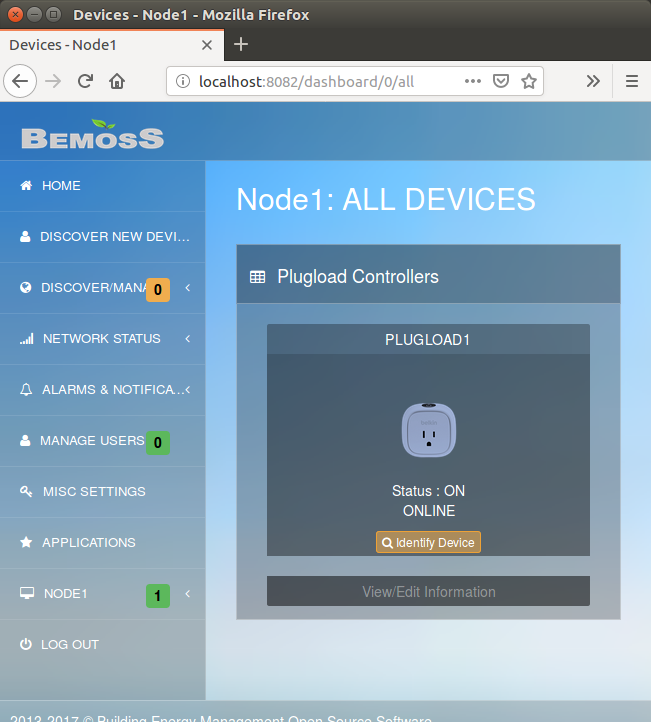 Devices - Node1 - Mozilla Firefox
Devices - Node1
localhost:8082/dashboard/0/all
BEMOSS
HOME
DISCOVER NEW DEVI...
DISCOVER/MANA 0
NETWORK STATUS
ALARMS & NOTIFICA...
MANAGE USERS 0
MISC SETTINGS
APPLICATIONS
NODE1 1
LOG OUT
Node1: ALL DEVICES
Plugload Controllers
PLUGLOAD1
Status : ON
ONLINE
Identify Device
View/Edit Information
2013-2017 © Building Energy Management Open Source Software